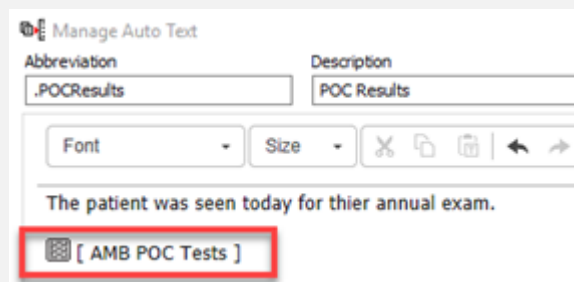 Manage Auto Text
Abbreviation Description
.POCResults POC Results
Font Size
The patient was seen today for thier annual exam.
[ AMB POC Tests ]